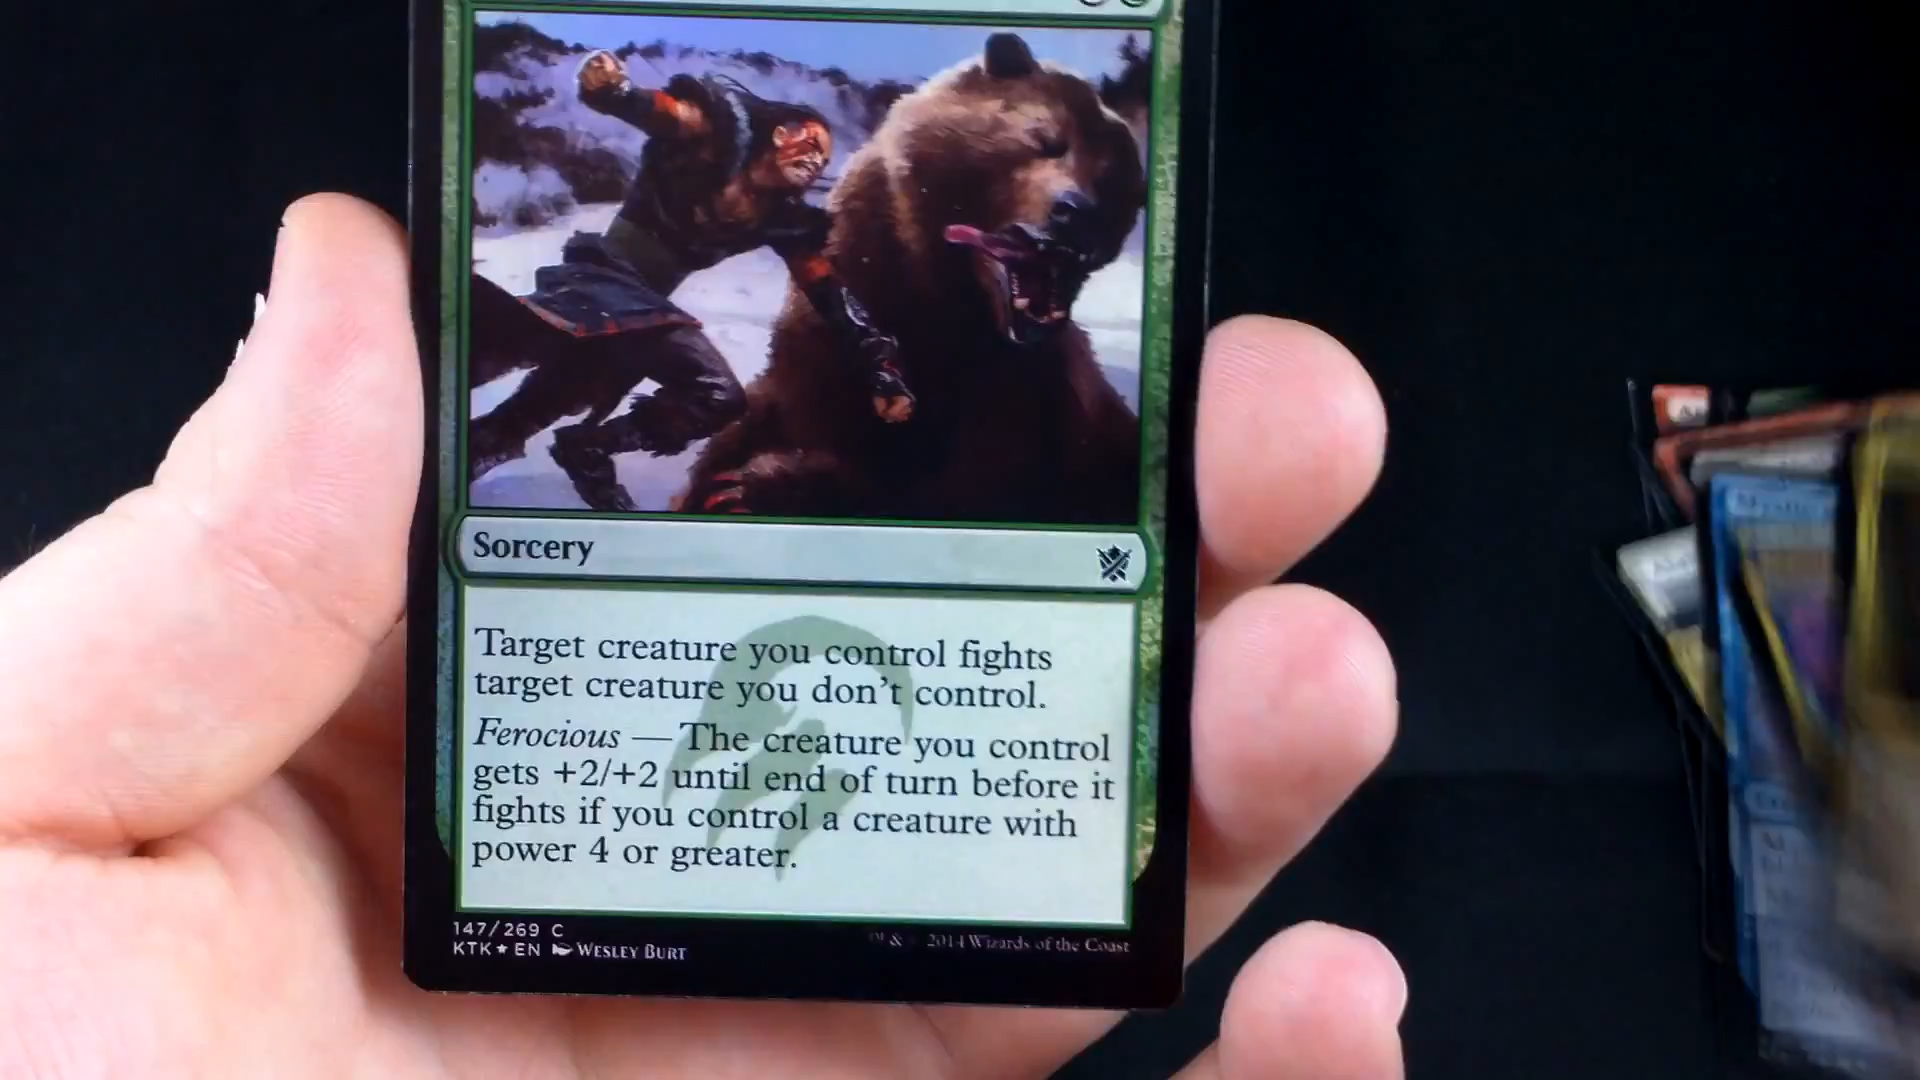 Sorcery
Target creature you control fights
target creature you don't control.
Ferocious — The creature you control
gets +2/+2 until end of turn before it
fights if you control a creature with
power 4 or greater.
147/269 C
KTK★EN WESLEY BURT
™ & © 2014 Wizards of the Coast
Mystic